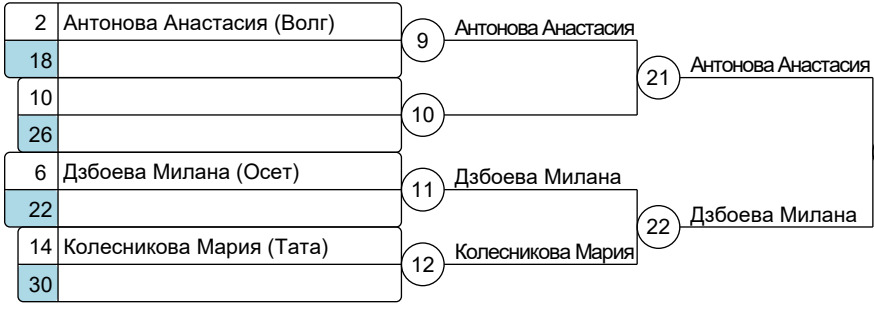 2 Антонова Анастасия (Волг)
18
9
Антонова Анастасия
10
26
10
21
Антонова Анастасия
6 Дзбоева Милана (Осет)
22
11
Дзбоева Милана
14 Колесникова Мария (Тата)
30
12
Колесникова Мария
22
Дзбоева Милана